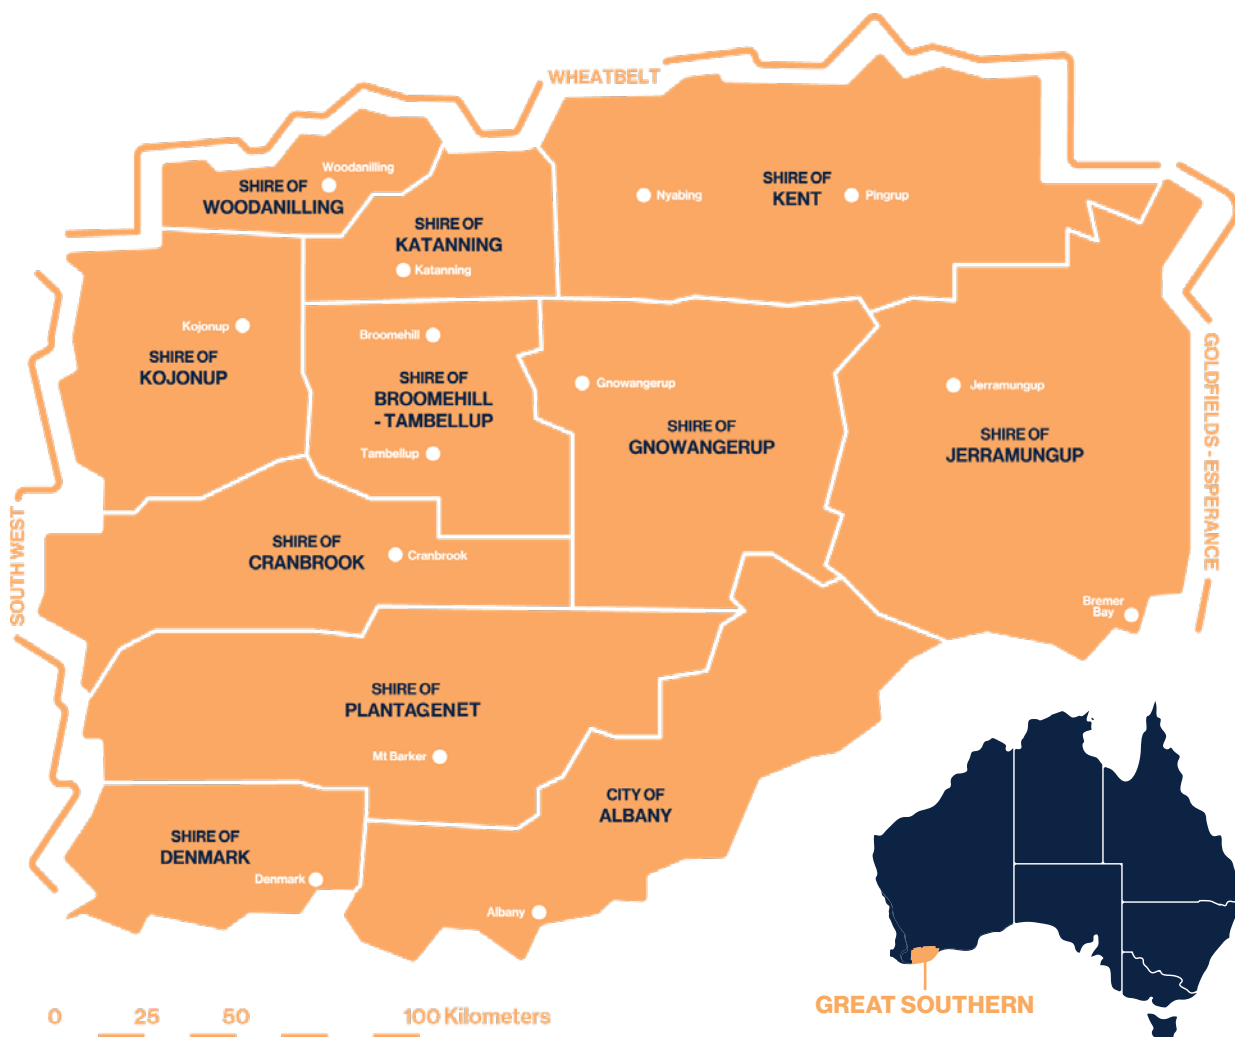 WHEATBELT
Woodanilling
SHIRE OF
WOODANILLING
SHIRE OF
KATANNING
Katanning
SHIRE OF
KENT
Nyabing
Pingrup
Kojonup
SHIRE OF
KOJONUP
Broomehill
SHIRE OF
BROOMEHILL
- TAMBELLUP
Tambellup
Gnowangerup
SHIRE OF
GNOWANGERUP
Jerramungup
SHIRE OF
JERRAMUNGUP
GOLDFIELDS - ESPERANCE
SOUTH WEST
SHIRE OF
CRANBROOK
Cranbrook
Bremer
Bay
SHIRE OF
PLANTAGENET
Mt Barker
CITY OF
ALBANY
SHIRE OF
DENMARK
Denmark
Albany
GREAT SOUTHERN
0 25 50 100 Kilometers